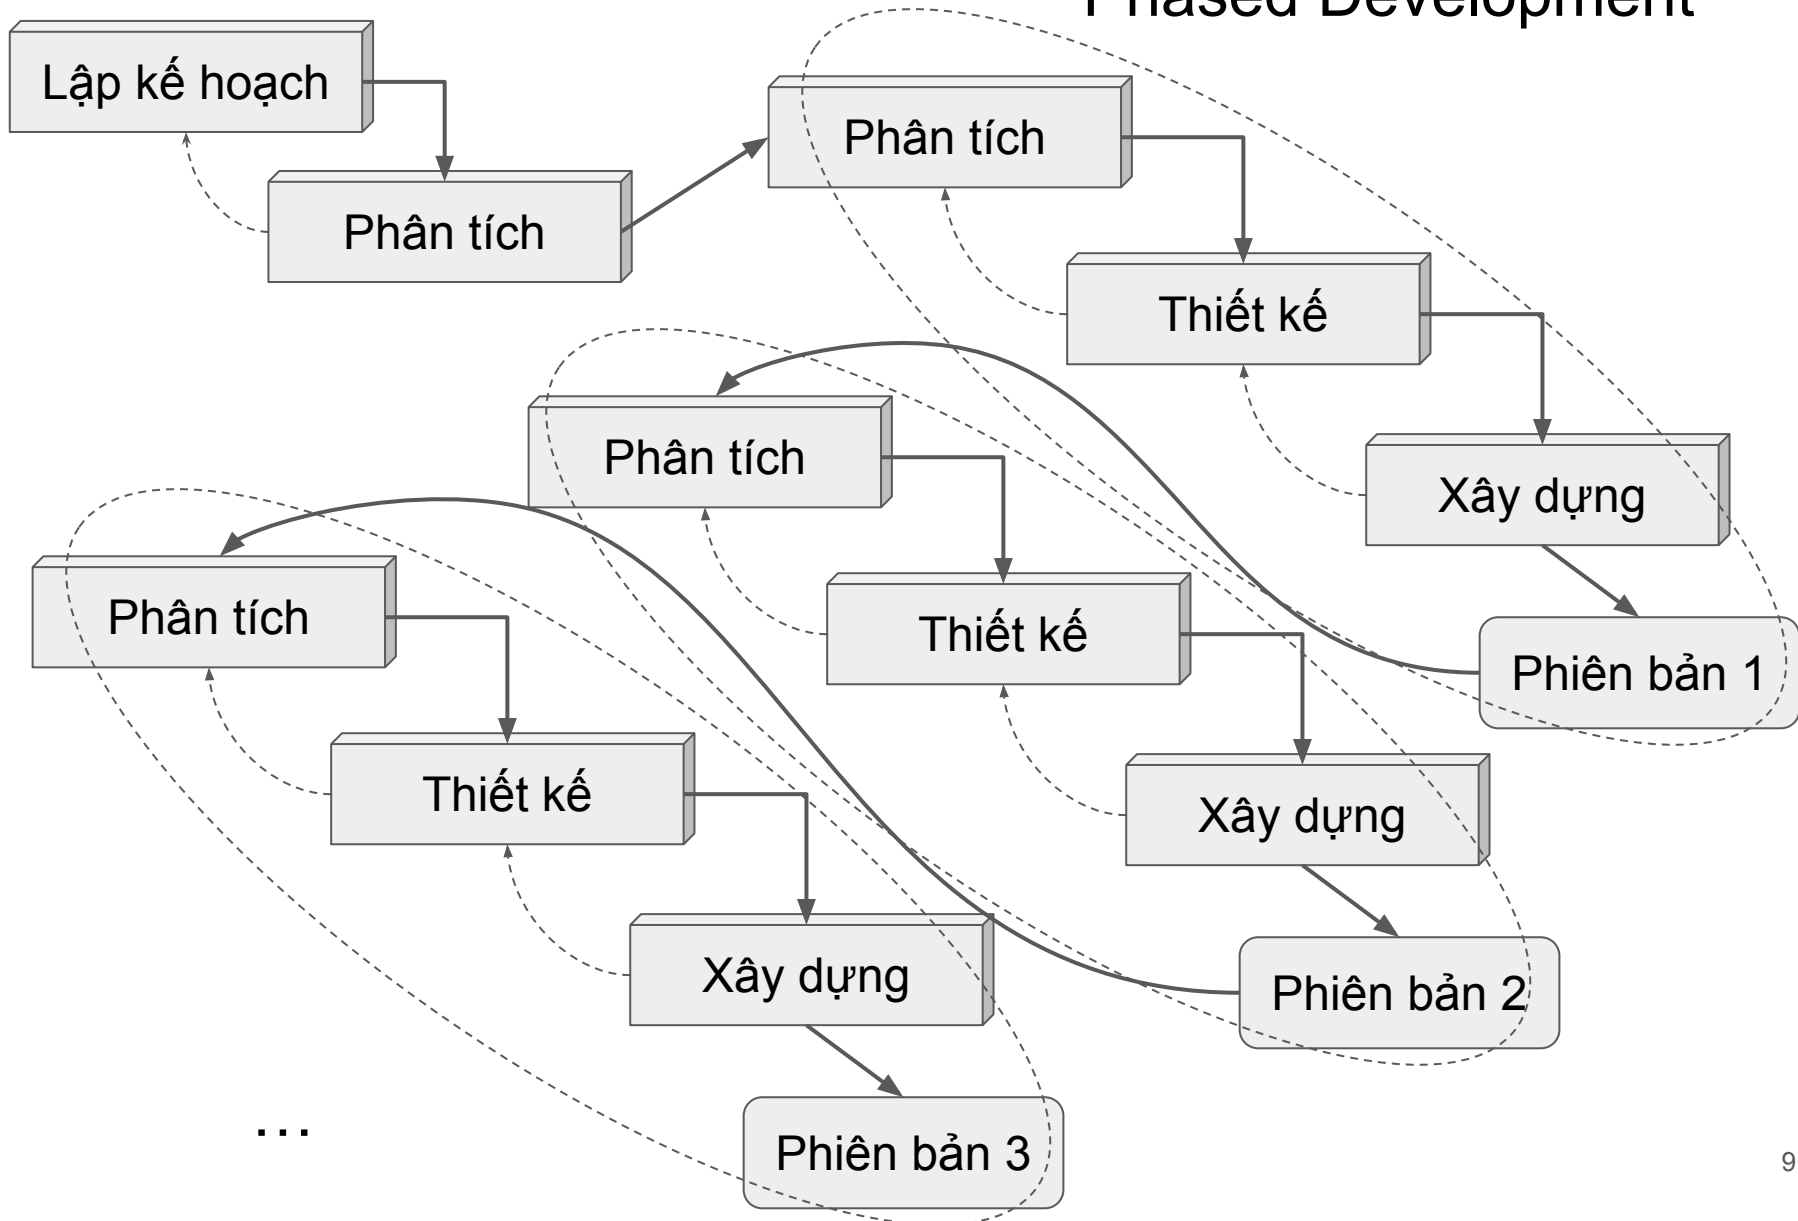 Phased Development
Lập kế hoạch
Phân tích
Phân tích
Thiết kế
Xây dựng
Phiên bản 1
Phân tích
Thiết kế
Xây dựng
Phiên bản 2
Phân tích
Thiết kế
Xây dựng
Phiên bản 3
...
9